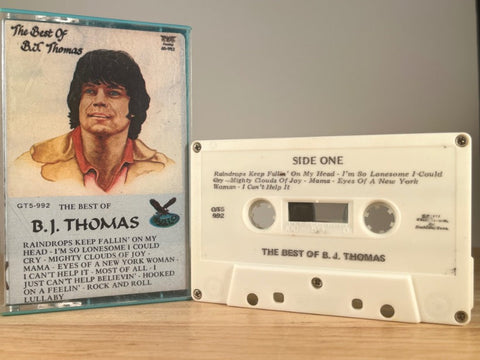 The Best Of
B.J. Thomas
GT5-992
THE BEST OF
B.J. THOMAS
RAINDROPS KEEP FALLIN' ON MY
HEAD - I'M SO LONESOME I COULD
CRY - MIGHTY CLOUDS OF JOY -
MAMA - EYES OF A NEW YORK WOMAN -
I CAN'T HELP IT - MOST OF ALL - I
JUST CAN'T HELP BELIEVIN' - HOOKED
ON A FEELIN' - ROCK AND ROLL
LULLABY
SIDE ONE
Raindrops Keep Fallin' On My Head - I'm So Lonesome I Could
Cry - Mighty Clouds Of Joy - Mama - Eyes Of A New York
Woman - I Can't Help It
GT5
992
THE BEST OF B. J. THOMAS